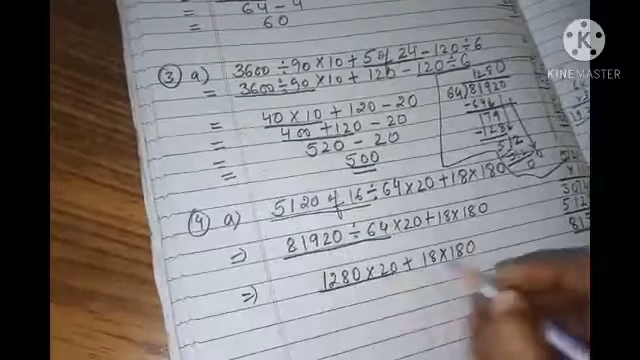 = 64 - 4
= 60
KINEMASTER
③ a) 3600 ÷ 90 × 10 + 5 of 24 - 120 ÷ 6
= 3600 ÷ 90 × 10 + 120 - 120 ÷ 6
= 40 × 10 + 120 - 20
= 400 + 120 - 20
= 520 - 20
= 500
1280
64) 81920
- 64
179
- 128
512
④ a) 5120 of 16 ÷ 64 × 20 + 18 × 180
⇒ 81920 ÷ 64 × 20 + 18 × 180
⇒ 1280 × 20 + 18 × 180